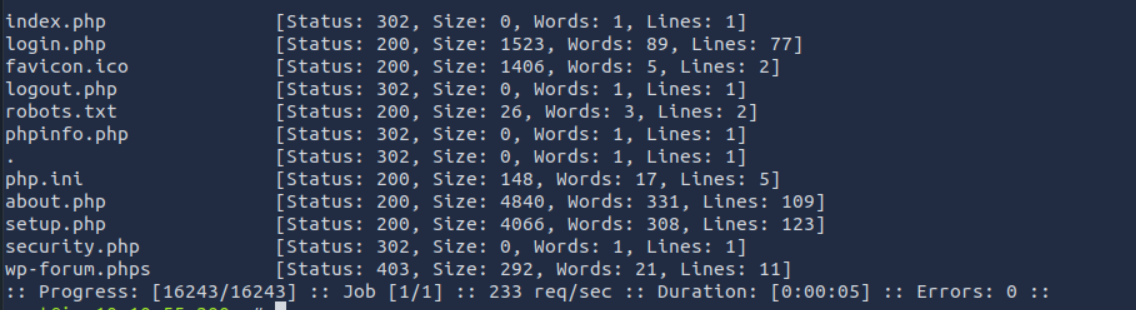 index.php [Status: 302, Size: 0, Words: 1, Lines: 1]
login.php [Status: 200, Size: 1523, Words: 89, Lines: 77]
favicon.ico [Status: 200, Size: 1406, Words: 5, Lines: 2]
logout.php [Status: 302, Size: 0, Words: 1, Lines: 1]
robots.txt [Status: 200, Size: 26, Words: 3, Lines: 2]
phpinfo.php [Status: 302, Size: 0, Words: 1, Lines: 1]
. [Status: 302, Size: 0, Words: 1, Lines: 1]
php.ini [Status: 200, Size: 148, Words: 17, Lines: 5]
about.php [Status: 200, Size: 4840, Words: 331, Lines: 109]
setup.php [Status: 200, Size: 4066, Words: 308, Lines: 123]
security.php [Status: 302, Size: 0, Words: 1, Lines: 1]
wp-forum.phps [Status: 403, Size: 292, Words: 21, Lines: 11]
:: Progress: [16243/16243] :: Job [1/1] :: 233 req/sec :: Duration: [0:00:05] :: Errors: 0 ::